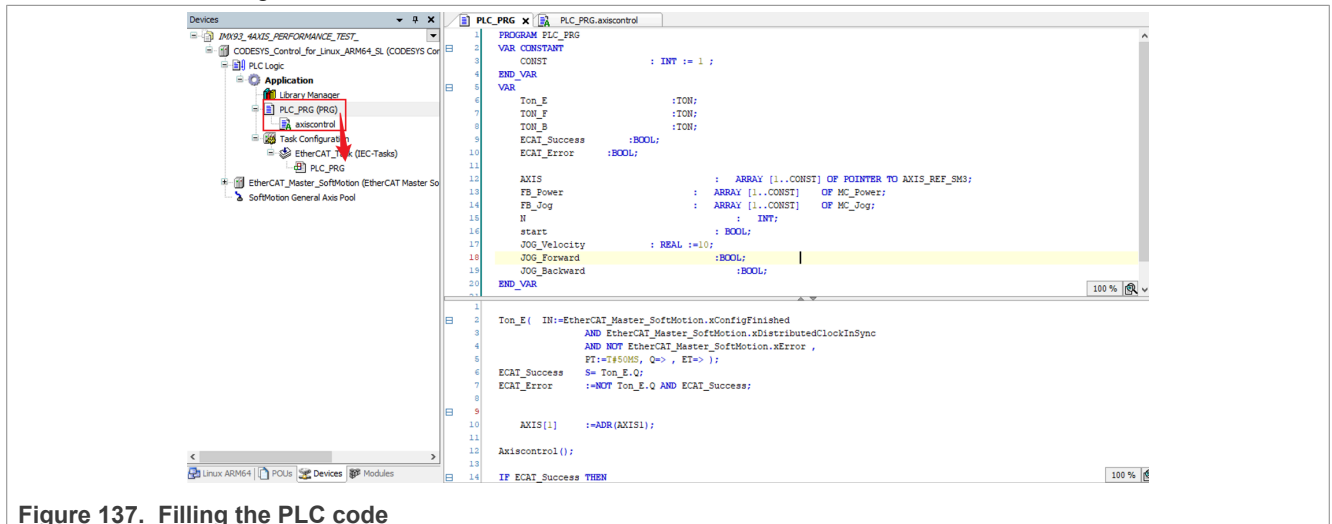 Devices
IMX93_4AXIS_PERFORMANCE_TEST_
CODESYS_Control_for_Linux_ARM64_SL (CODESYS Cor
PLC Logic
Application
Library Manager
PLC_PRG (PRG)
axiscontrol
Task Configuration
(IEC-Tasks)
PLC_PRG
EtherCAT_Master_SoftMotion (EtherCAT Master So
SoftMotion General Axis Pool
Linux ARM64 POUs Devices Modules
PLC_PRG X PLC_PRG.axiscontrol
1 PROGRAM PLC_PRG
2 VAR CONSTANT
3 CONST : INT := 1 ;
4 END_VAR
5 VAR
6 Ton_E :TON;
7 TON_F :TON;
8 TON_B :TON;
9 ECAT_Success :BOOL;
10 ECAT_Error :BOOL;
11
12 AXIS : ARRAY [1..CONST] OF POINTER TO AXIS_REF_SM3;
13 FB_Power : ARRAY [1..CONST] OF MC_Power;
14 FB_Jog : ARRAY [1..CONST] OF MC_Jog;
15 N : INT;
16 start : BOOL;
17 JOG_Velocity : REAL :=10;
18 JOG_Forward :BOOL;
19 JOG_Backward :BOOL;
20 END_VAR
21
100 %
1
2 Ton_E( IN:=EtherCAT_Master_SoftMotion.xConfigFinished
3 AND EtherCAT_Master_SoftMotion.xDistributedClockInSync
4 AND NOT EtherCAT_Master_SoftMotion.xError ,
5 PT:=T#50MS, Q=> , ET=> );
6 ECAT_Success S= Ton_E.Q;
7 ECAT_Error :=NOT Ton_E.Q AND ECAT_Success;
8
9
10 AXIS[1] :=ADR(AXIS1);
11
12 Axiscontrol();
13
14 IF ECAT_Success THEN
100 %
Figure 137. Filling the PLC code